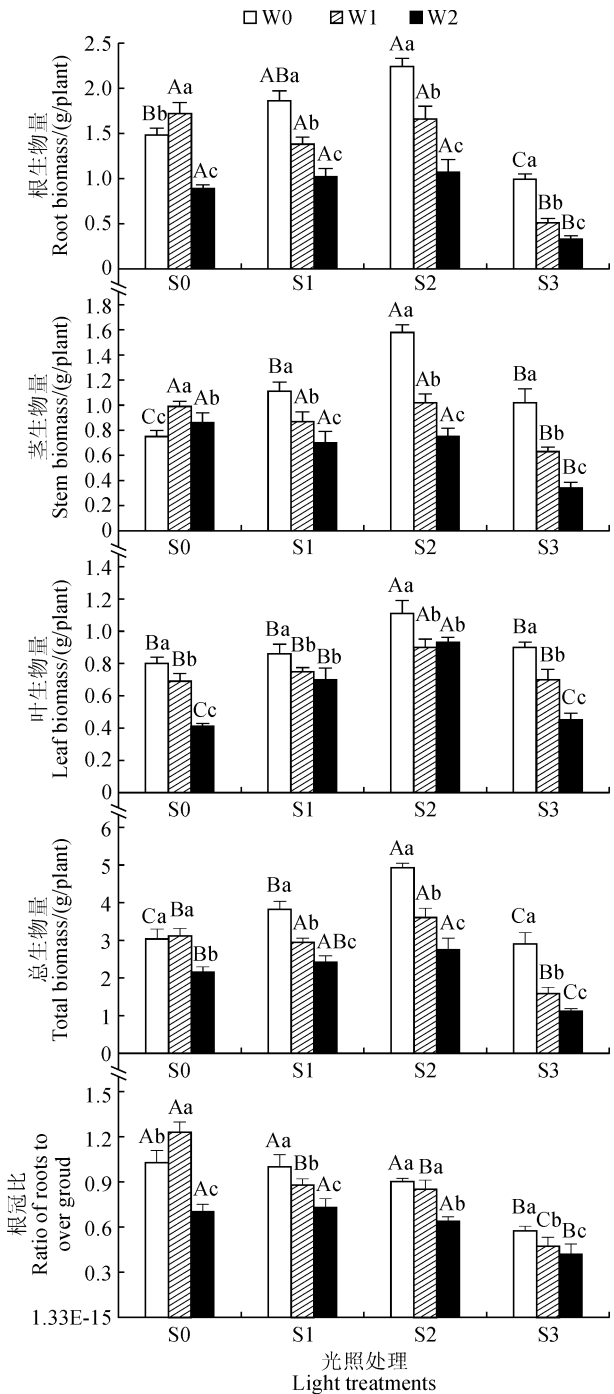 W0 W1 W2
根生物量
Root biomass/(g/plant)
2.5
2.0
1.5
1.0
0.5
0
Bb Aa Ac ABa Ab Ac Aa Ab Ac Ca Bb Bc
S0 S1 S2 S3
茎生物量
Stem biomass/(g/plant)
1.8
1.6
1.4
1.2
1.0
0.8
0.6
0.4
0.2
0
Cc Aa Ab Ba Ab Ac Aa Ab Ac Ba Bb Bc
S0 S1 S2 S3
叶生物量
Leaf biomass/(g/plant)
1.4
1.2
1.0
0.8
0.6
0.4
0.2
0
Ba Bb Cc Ba Bb Bb Aa Ab Ab Ba Bb Cc
S0 S1 S2 S3
总生物量
Total biomass/(g/plant)
6
5
4
3
2
1
0
Ca Ba Bb Ba Ab ABc Aa Ab Ac Ca Bb Cc
S0 S1 S2 S3
根冠比
Ratio of roots to
over groud
1.5
1.2
0.9
0.6
0.3
1.33E-15
Ab Aa Ac Aa Bb Ac Aa Ba Ab Ba Cb Bc
S0 S1 S2 S3
光照处理
Light treatments